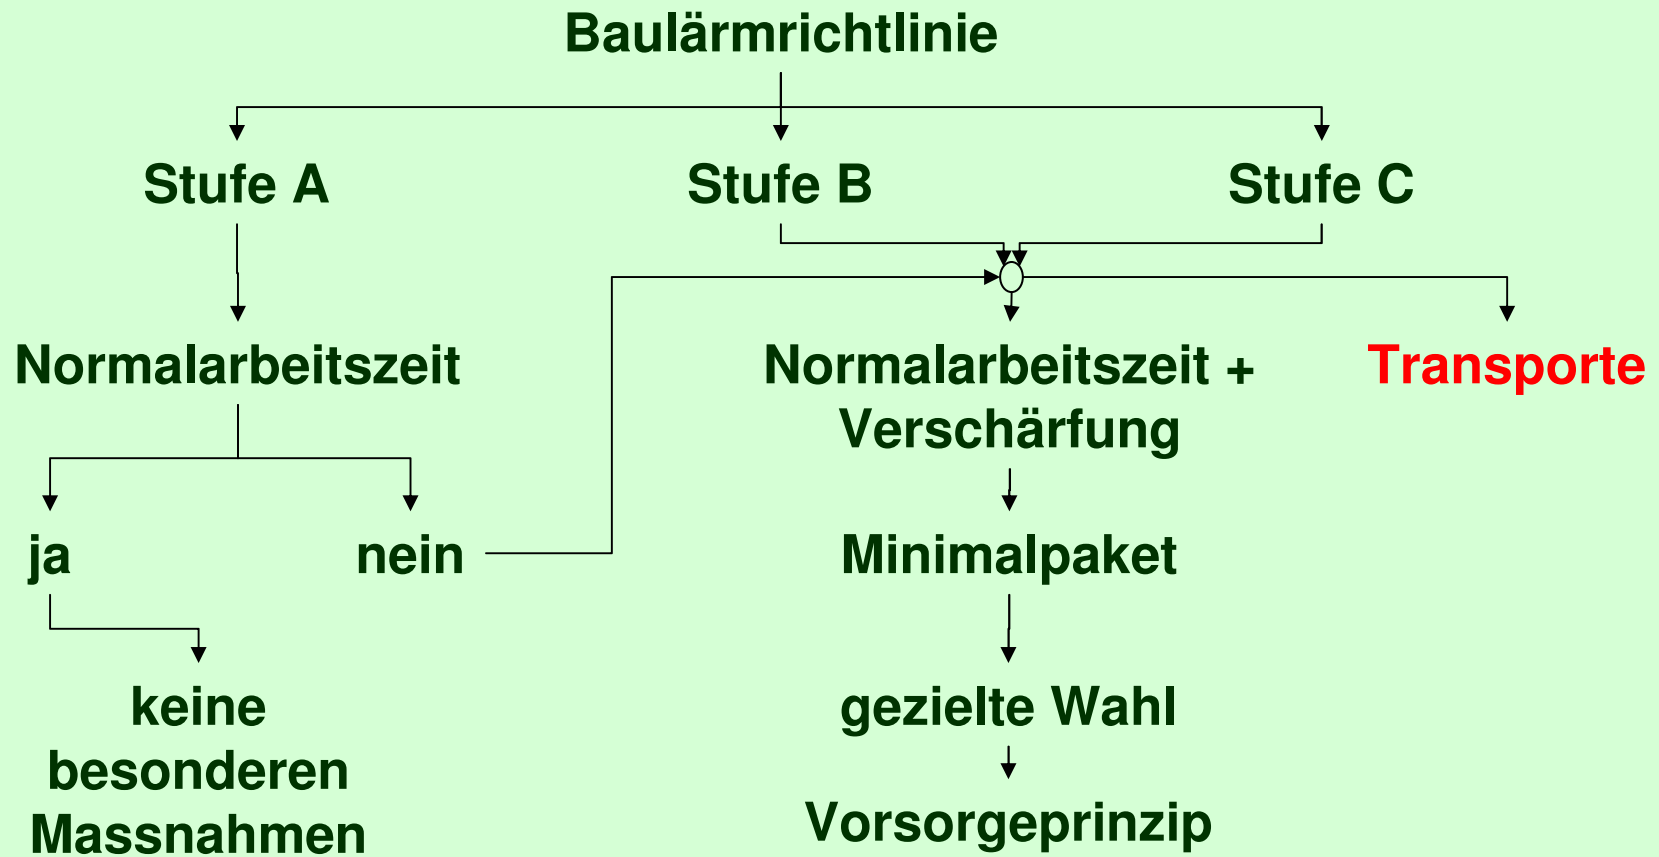 Baulärmrichtlinie
Stufe A
Stufe B
Stufe C
Normalarbeitszeit
Normalarbeitszeit +
Verschärfung
Transporte
ja
nein
Minimalpaket
keine
besonderen
Massnahmen
gezielte Wahl
Vorsorgeprinzip